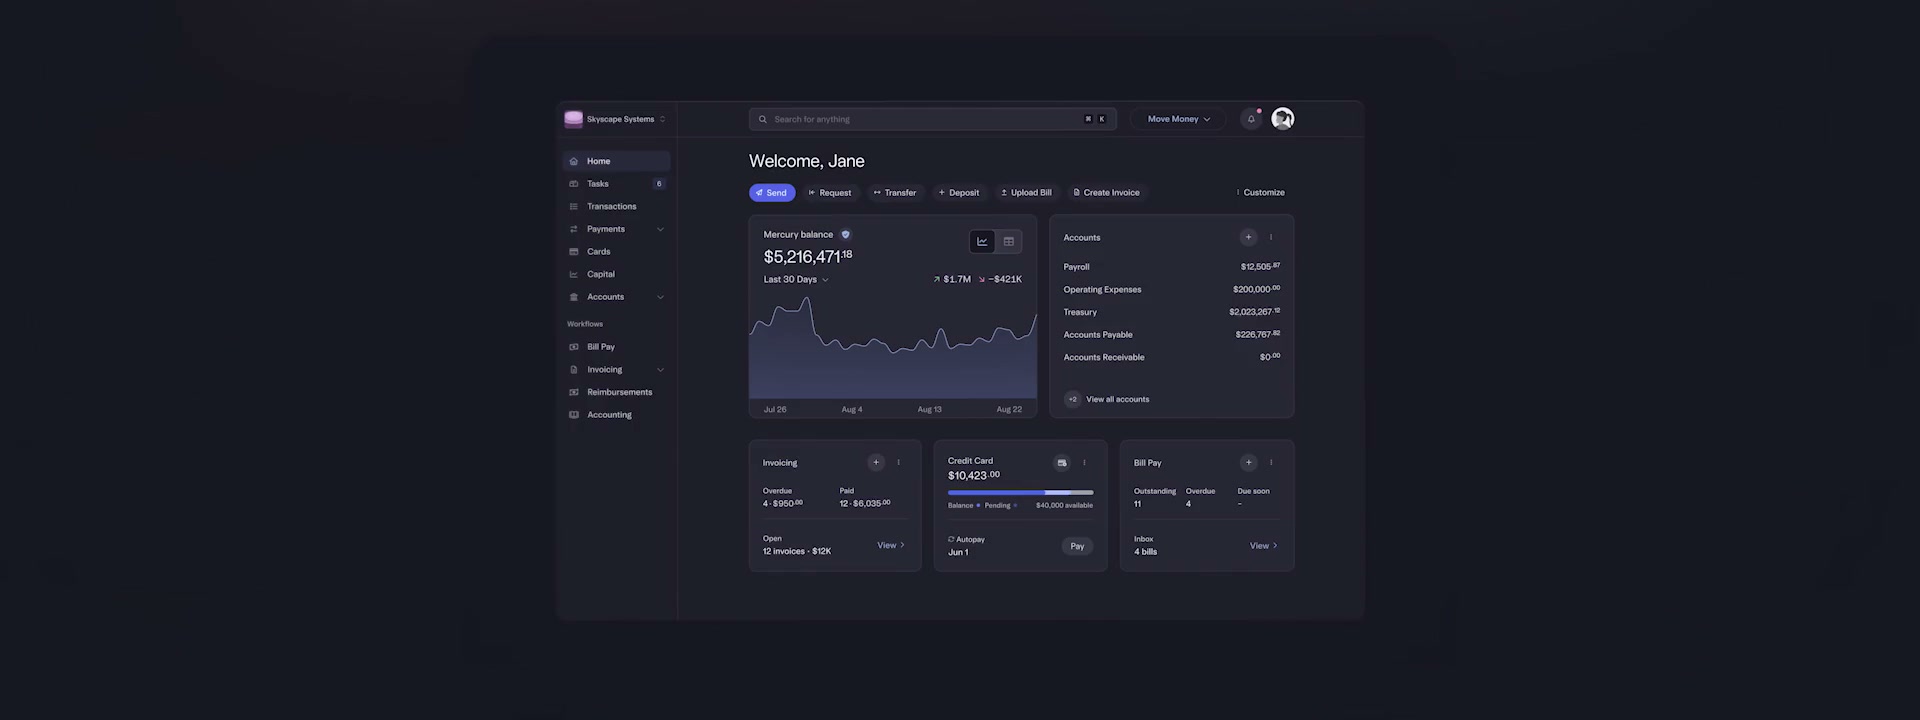 Skyscape Systems
Search for anything
⌘ K
Move Money
Home
Tasks 6
Transactions
Payments
Cards
Capital
Accounts
Workflows
Bill Pay
Invoicing
Reimbursements
Accounting
Welcome, Jane
Send Request Transfer Deposit Upload Bill Create Invoice Customize
Mercury balance
$5,216,471.18
Last 30 Days $1.7M −$421K
Jul 26 Aug 4 Aug 13 Aug 22
Accounts
Payroll $12,505.67
Operating Expenses $200,000.00
Treasury $2,023,267.12
Accounts Payable $226,767.82
Accounts Receivable $0.00
+2 View all accounts
Invoicing
Overdue Paid
4 · $950.00 12 · $6,035.00
Open
12 invoices · $12K View
Credit Card
$10,423.00
Balance Pending $40,000 available
Autopay
Jun 1 Pay
Bill Pay
Outstanding Overdue Due soon
11 4 –
Inbox
4 bills View